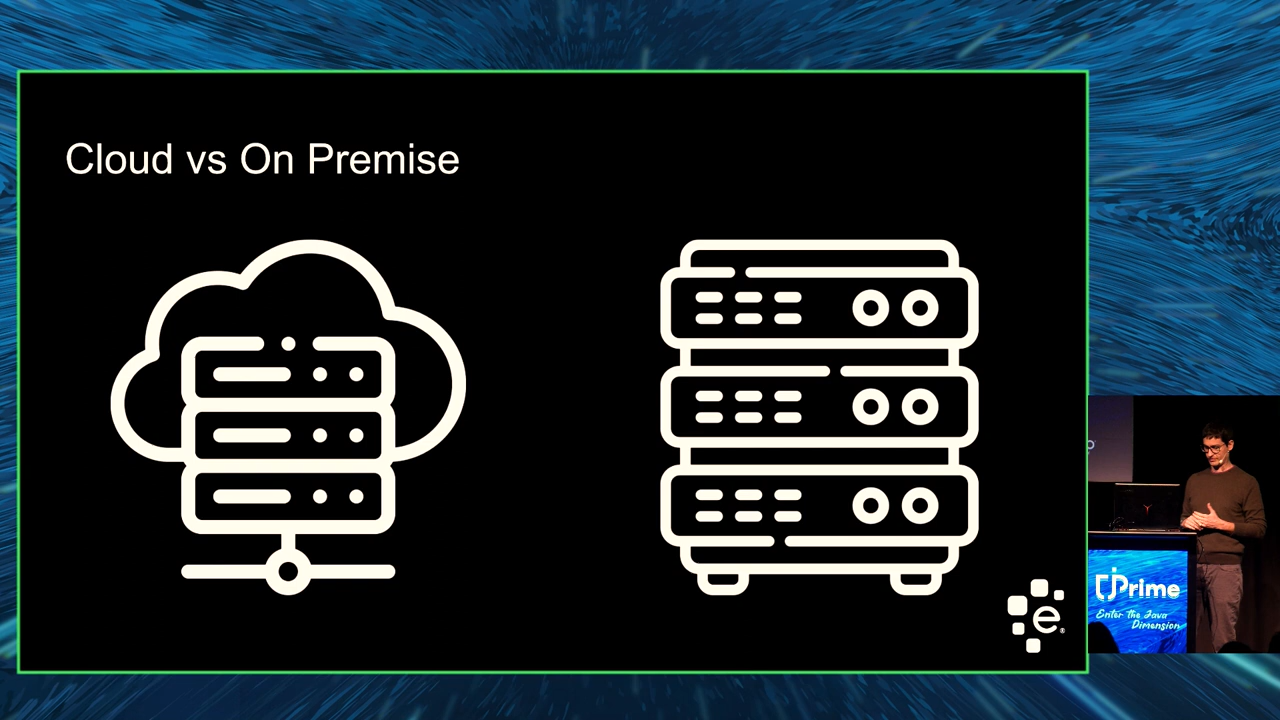 Cloud vs On Premise
e
jPrime
Enter the Java
Dimension